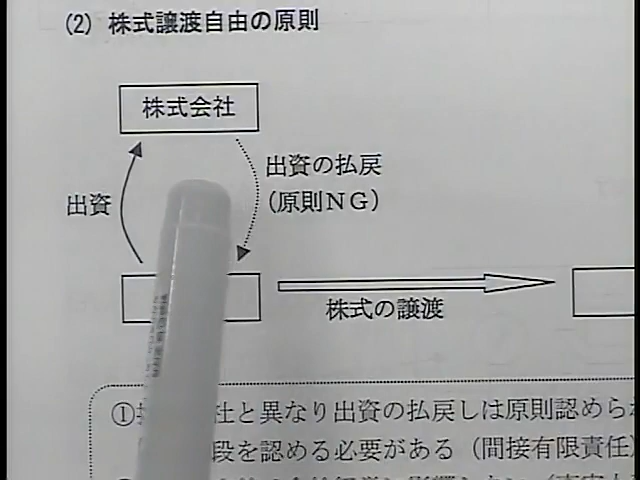 (2) 株式譲渡自由の原則
株式会社
出資の払戻
(原則NG)
出資
株式の譲渡
①
社と異なり出資の払戻しは原則認めら
段を認める必要がある（間接有限責任